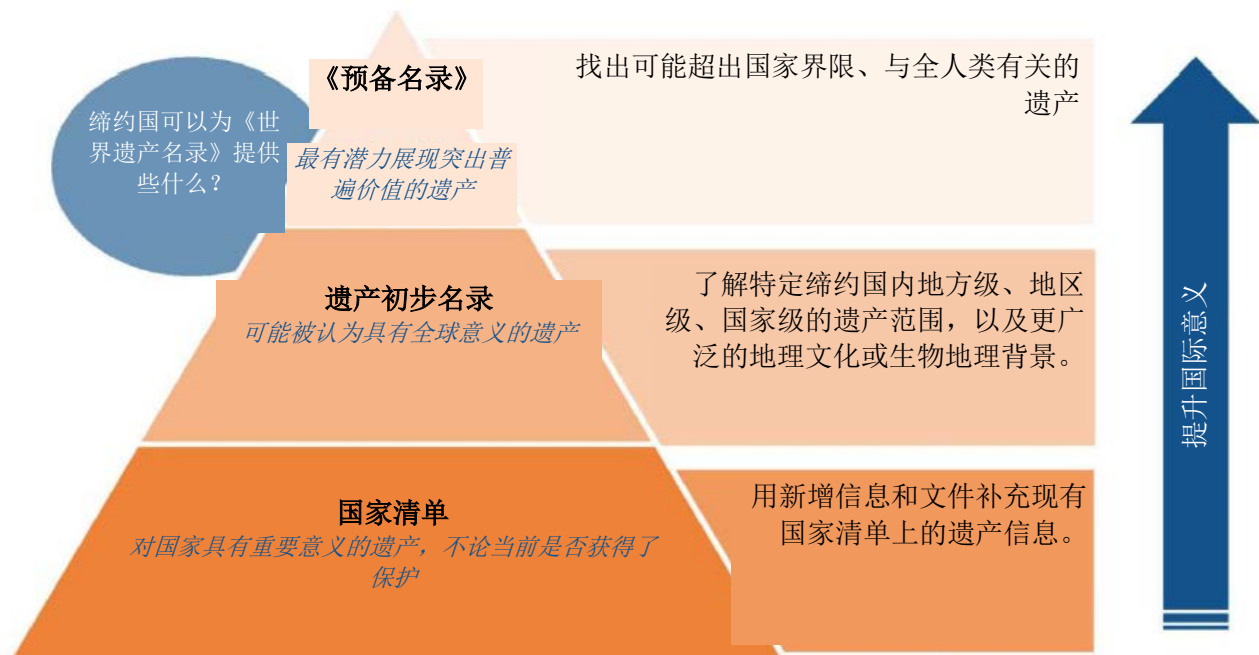 缔约国可以为《世
界遗产名录》提供
些什么？
《预备名录》
最有潜力展现突出普
遍价值的遗产
找出可能超出国家界限、与全人类有关的
遗产
遗产初步名录
可能被认为具有全球意义的遗产
了解特定缔约国内地方级、地区
级、国家级的遗产范围，以及更广
泛的地理文化或生物地理背景。
国家清单
对国家具有重要意义的遗产，不论当前是否获得了
保护
用新增信息和文件补充现有
国家清单上的遗产信息。
提升国际意义